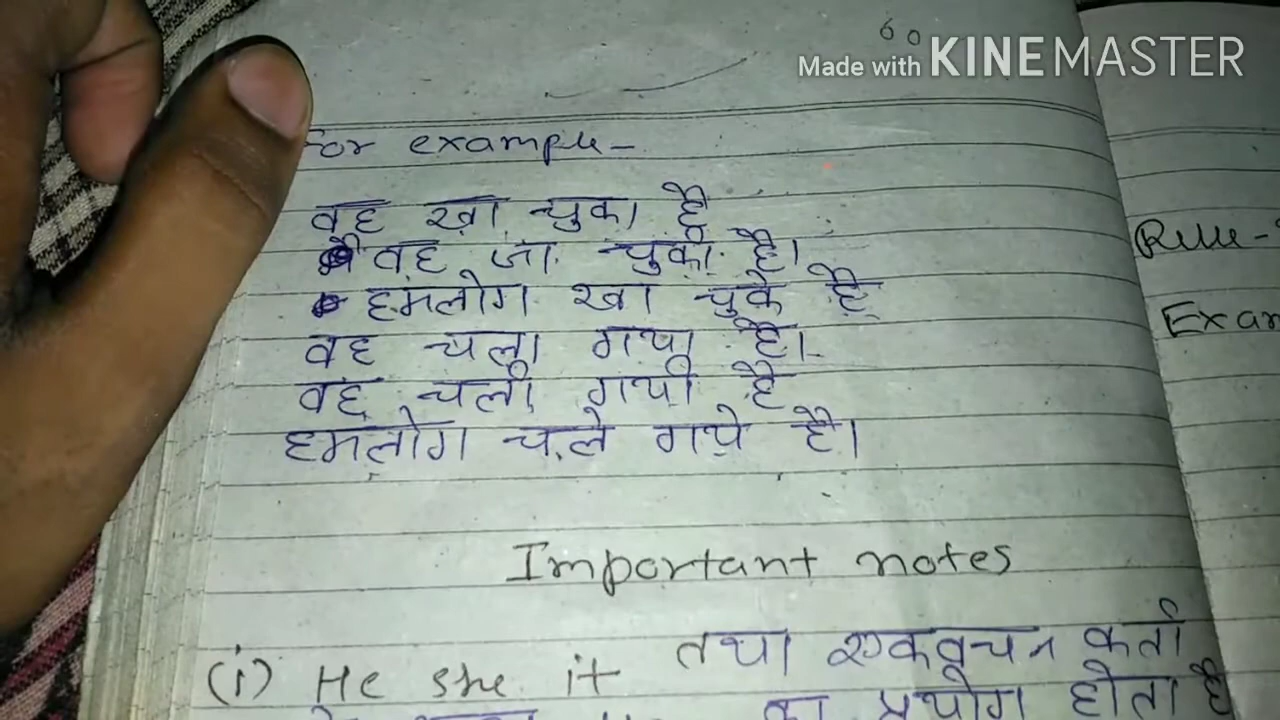 60
Made with KINEMASTER
For example-
वह खा चुका है
वह जा चुका है।
हमलोग खा चुके है
वह चला गया है।
वह चली गयी है
हमलोग चले गये है।
Important notes
(i) He she it तथा एकवचन कर्ता
का प्रयोग होता है
Rule-
Exam